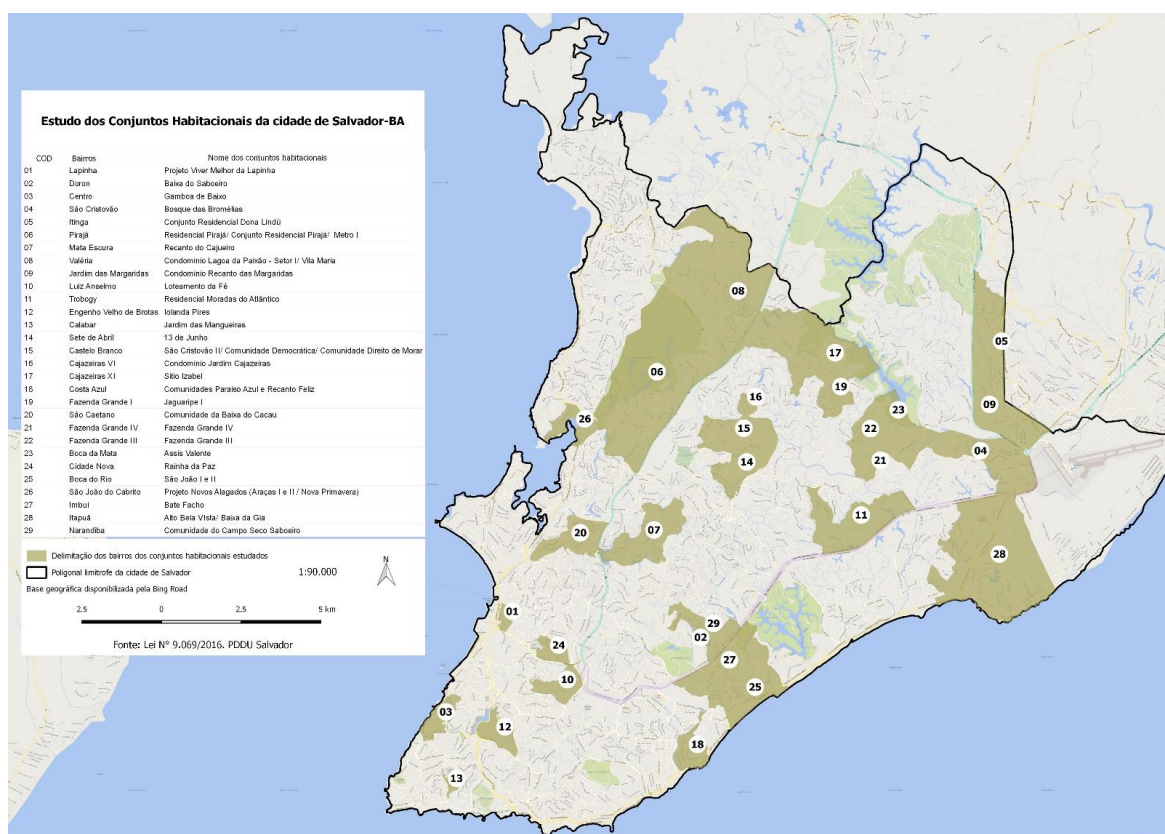 Estudo dos Conjuntos Habitacionais da cidade de Salvador-BA
COD Bairros Nome dos conjuntos habitacionais
01 Lapinha Projeto Viver Melhor da Lapinha
02 Doron Baixa do Saboeiro
03 Centro Gamboa de Baixo
04 São Cristovão Bosque das Bromélias
05 Itinga Conjunto Residencial Dona Lindú
06 Pirajá Residencial Pirajá/ Conjunto Residencial Pirajá/ Metro I
07 Mata Escura Recanto do Cajueiro
08 Valéria Condomínio Lagoa da Paixão - Setor I/ Vila Maria
09 Jardim das Margaridas Condomínio Recanto das Margaridas
10 Luiz Anselmo Loteamento da Fé
11 Trobogy Residencial Moradas do Atlântico
12 Engenho Velho de Brotas Iolanda Pires
13 Calabar Jardim das Mangueiras
14 Sete de Abril 13 de Junho
15 Castelo Branco São Cristovão II/ Comunidade Democrática/ Comunidade Direito de Morar
16 Cajazeiras VI Condomínio Jardim Cajazeiras
17 Cajazeiras XI Sítio Izabel
18 Costa Azul Comunidades Paraíso Azul e Recanto Feliz
19 Fazenda Grande I Jaguaripe I
20 São Caetano Comunidade da Baixa do Cacau
21 Fazenda Grande IV Fazenda Grande IV
22 Fazenda Grande III Fazenda Grande III
23 Boca da Mata Assis Valente
24 Cidade Nova Rainha da Paz
25 Boca do Rio São João I e II
26 São João do Cabrito Projeto Novos Alagados (Araças I e II / Nova Primavera)
27 Imbuí Bate Facho
28 Itapuã Alto Bela Vista/ Baixa da Gia
29 Narandiba Comunidade do Campo Seco Saboeiro
Delimitação dos bairros dos conjuntos habitacionais estudados
N
Poligonal limitrofe da cidade de Salvador 1:90.000
Base geográfica disponibilizada pela Bing Road
2.5 0 2.5 5 km
Fonte: Lei N° 9.069/2016. PDDU Salvador
08
17
05
06
19
16
23
09
26
15
22
04
14
21
11
07
20
28
01
29
02
24
27
10
25
03
12
18
13